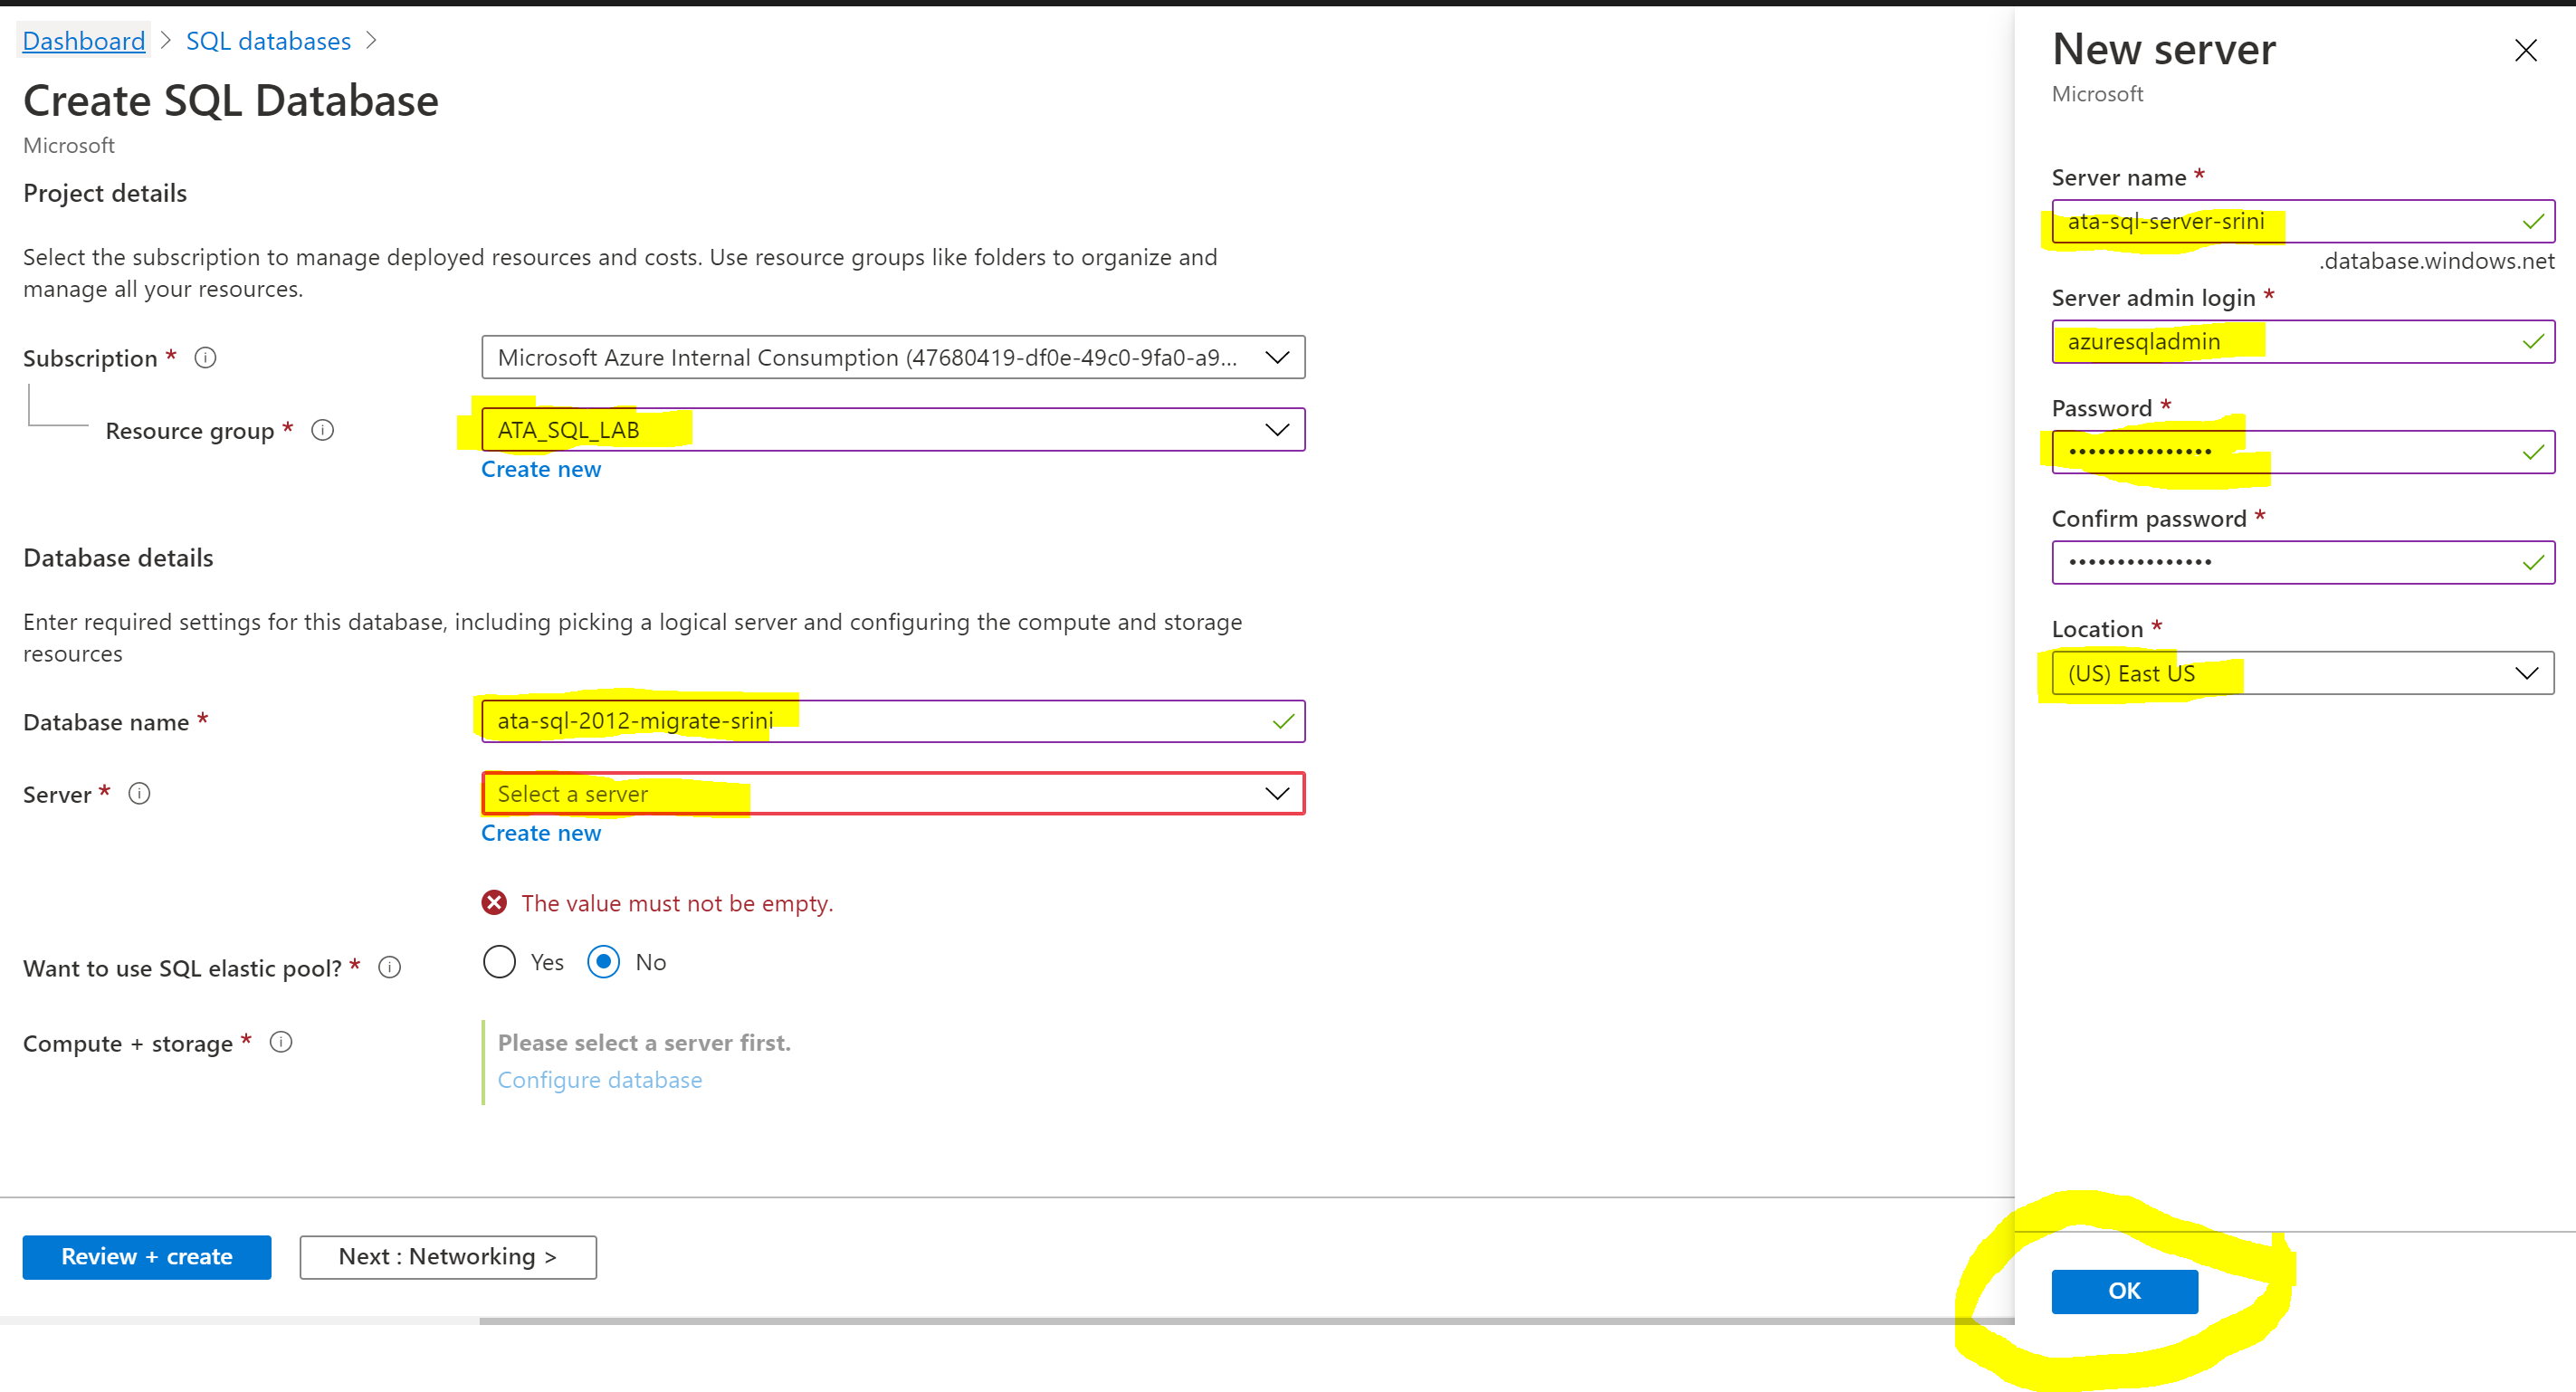 Dashboard > SQL databases >
Create SQL Database
Microsoft
Project details
Select the subscription to manage deployed resources and costs. Use resource groups like folders to organize and
manage all your resources.
Subscription *
Microsoft Azure Internal Consumption (47680419-df0e-49c0-9fa0-a9...
Resource group *
ATA_SQL_LAB
Create new
Database details
Enter required settings for this database, including picking a logical server and configuring the compute and storage
resources
Database name *
ata-sql-2012-migrate-srini
Server *
Select a server
Create new
The value must not be empty.
Want to use SQL elastic pool? *
Yes No
Compute + storage *
Please select a server first.
Configure database
Review + create
Next : Networking >
New server
Microsoft
Server name *
ata-sql-server-srini
.database.windows.net
Server admin login *
azuresqladmin
Password *
•••••••••••••••
Confirm password *
•••••••••••••••
Location *
(US) East US
OK